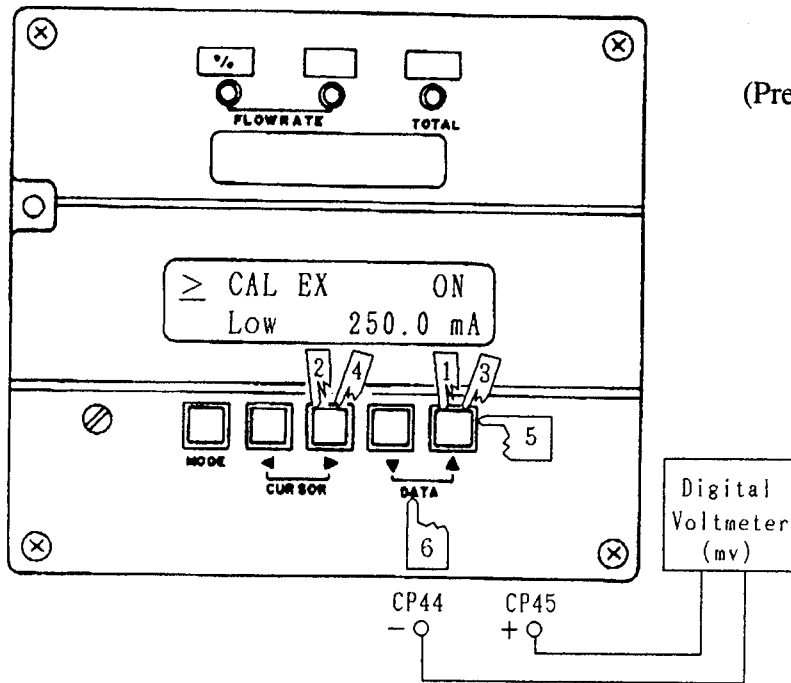 %
FLOWRATE
TOTAL
(Pre
≥ CAL EX ON
Low 250.0 mA
2 4 1 3
5
MODE
◀ ▶ ▼ ▲
CURSOR
DATA
6
Digital
Voltmeter
(mv)
CP44 CP45
− +